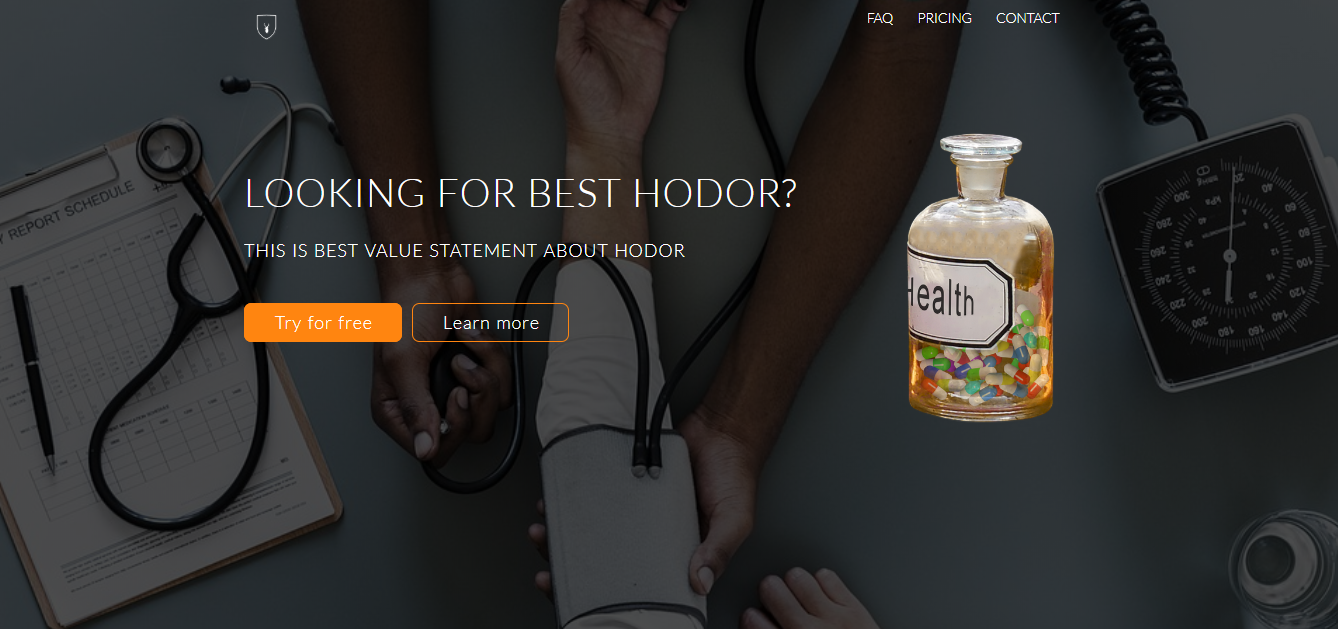 FAQ PRICING CONTACT
REPORT SCHEDULE
LOOKING FOR BEST HODOR?
THIS IS BEST VALUE STATEMENT ABOUT HODOR
Try for free Learn more
Health